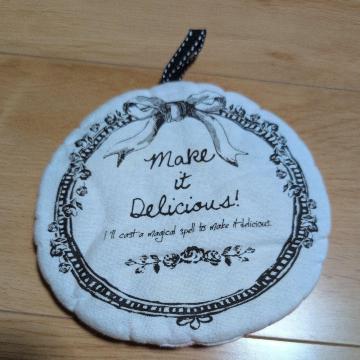 Make
it
Delicious!
I'll cast a magical spell to make it delicious.